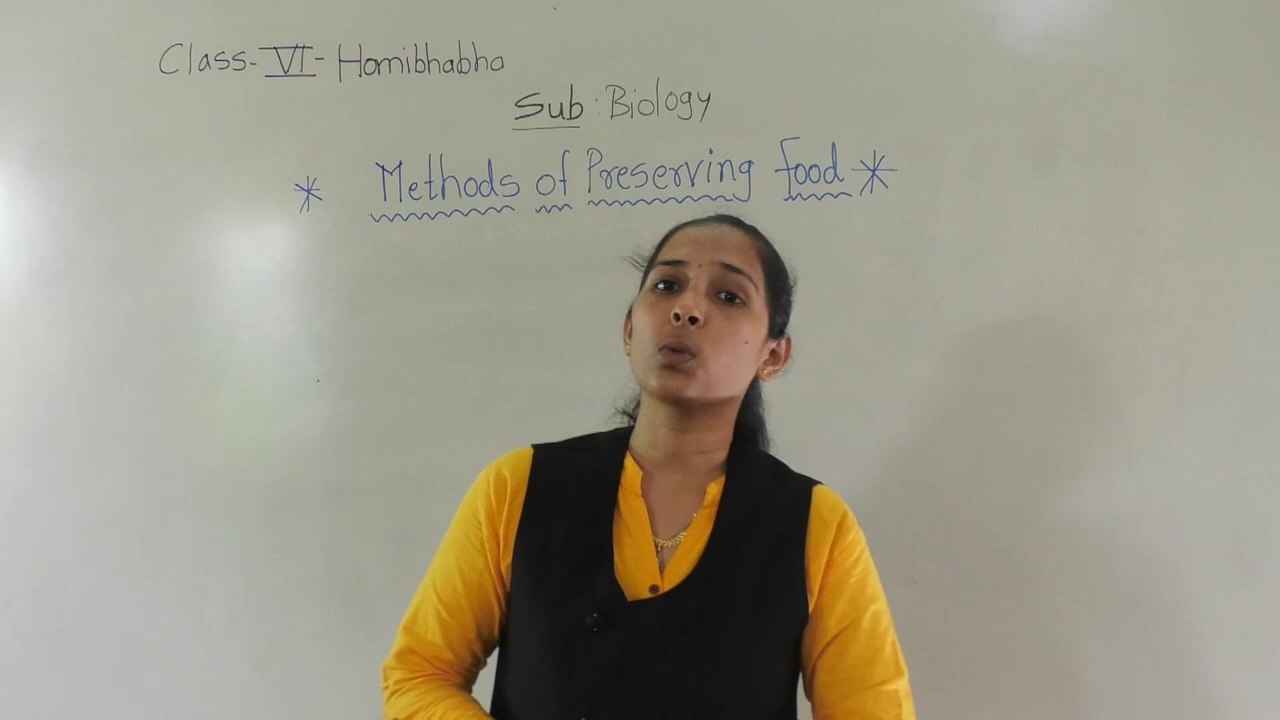 Class-VI-Homibhabha
Sub: Biology
* Methods of Preserving food *